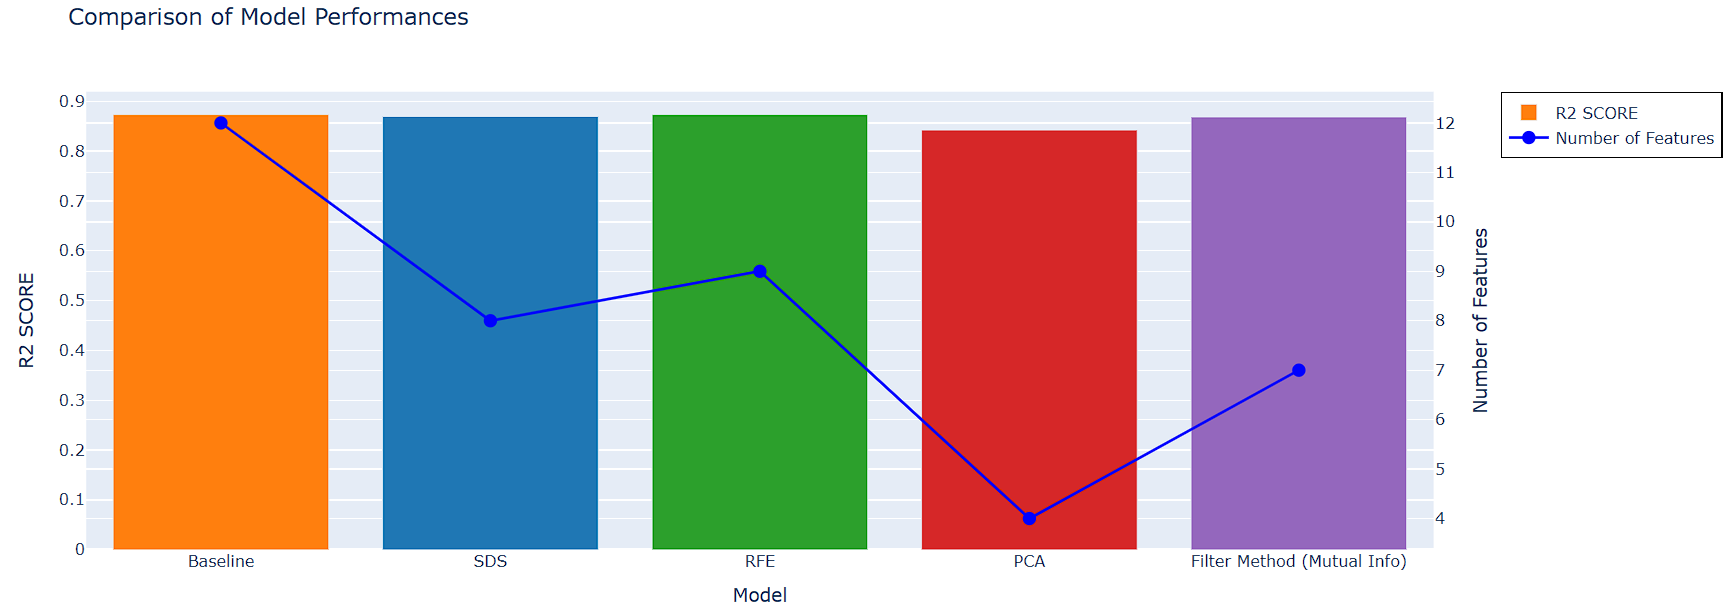 Comparison of Model Performances
R2 SCORE
Number of Features
0.9
0.8
0.7
0.6
0.5
0.4
0.3
0.2
0.1
0
R2 SCORE
12
11
10
9
8
7
6
5
4
Number of Features
Baseline
SDS
RFE
PCA
Filter Method (Mutual Info)
Model